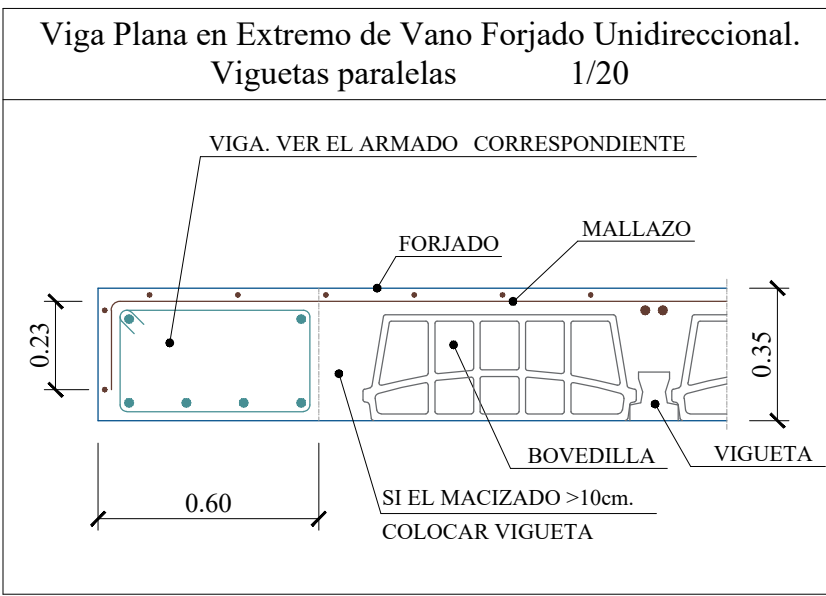 Viga Plana en Extremo de Vano Forjado Unidireccional.
Viguetas paralelas 1/20
VIGA. VER EL ARMADO CORRESPONDIENTE
MALLAZO
FORJADO
0.23
0.35
BOVEDILLA
VIGUETA
0.60
SI EL MACIZADO >10cm.
COLOCAR VIGUETA